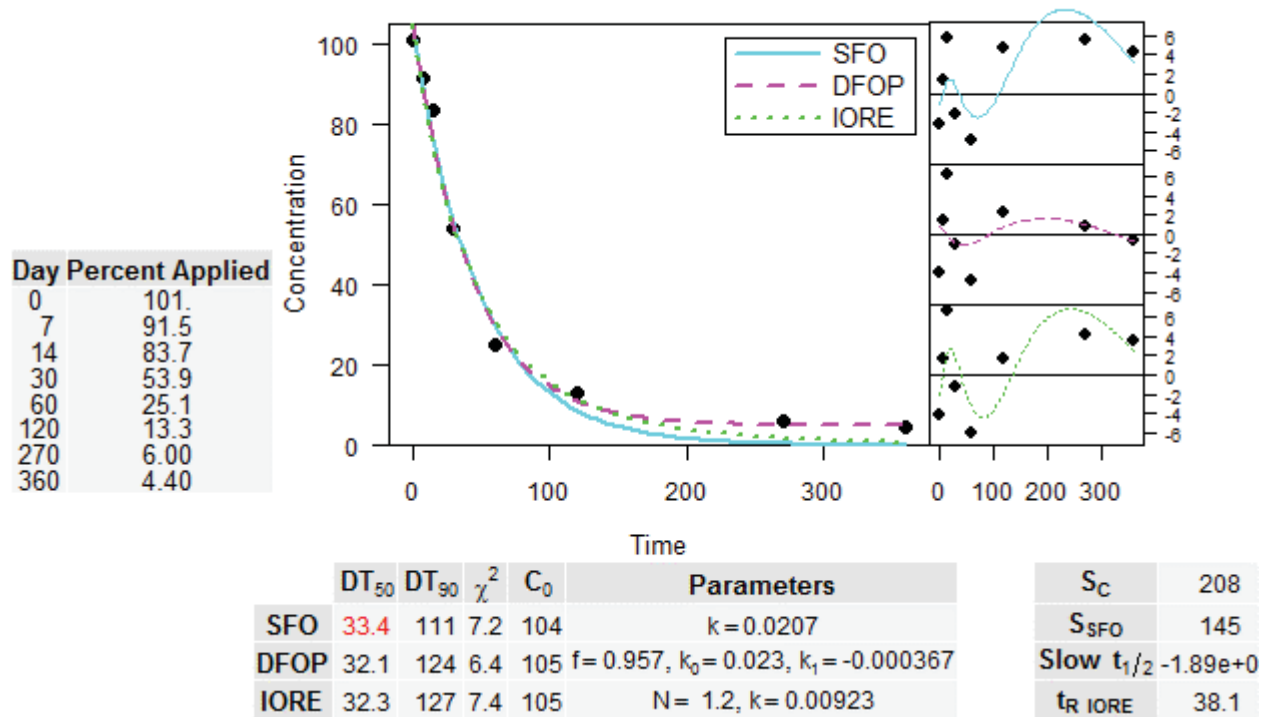 SFO
DFOP
IORE
Concentration
100
80
60
40
20
0
0 100 200 300
Time
6
4
2
0
-2
-4
-6
6
4
2
0
-2
-4
-6
6
4
2
0
-2
-4
-6
0 100 200 300
Day Percent Applied
0 101.
7 91.5
14 83.7
30 53.9
60 25.1
120 13.3
270 6.00
360 4.40
DT50 DT90 χ2 C0 Parameters
SFO 33.4 111 7.2 104 k = 0.0207
DFOP 32.1 124 6.4 105 f = 0.957, k0 = 0.023, k1 = -0.000367
IORE 32.3 127 7.4 105 N = 1.2, k = 0.00923
SC 208
SSFO 145
Slow t1/2 -1.89e+0
tR IORE 38.1